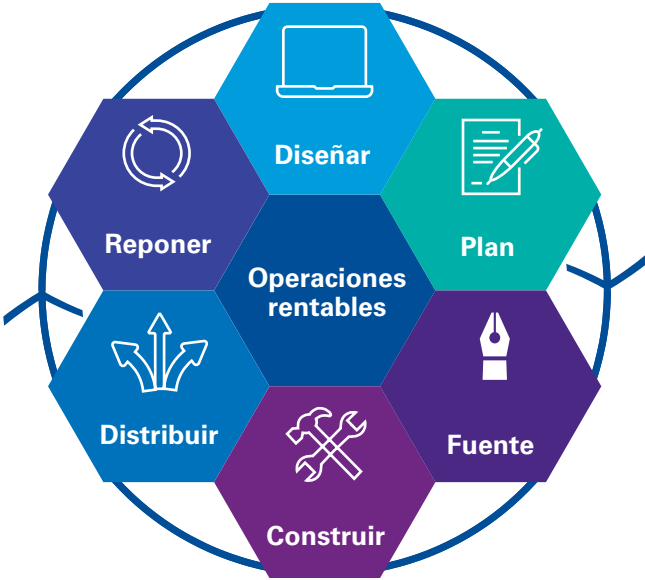 Diseñar
Plan
Reponer
Operaciones
rentables
Distribuir
Fuente
Construir